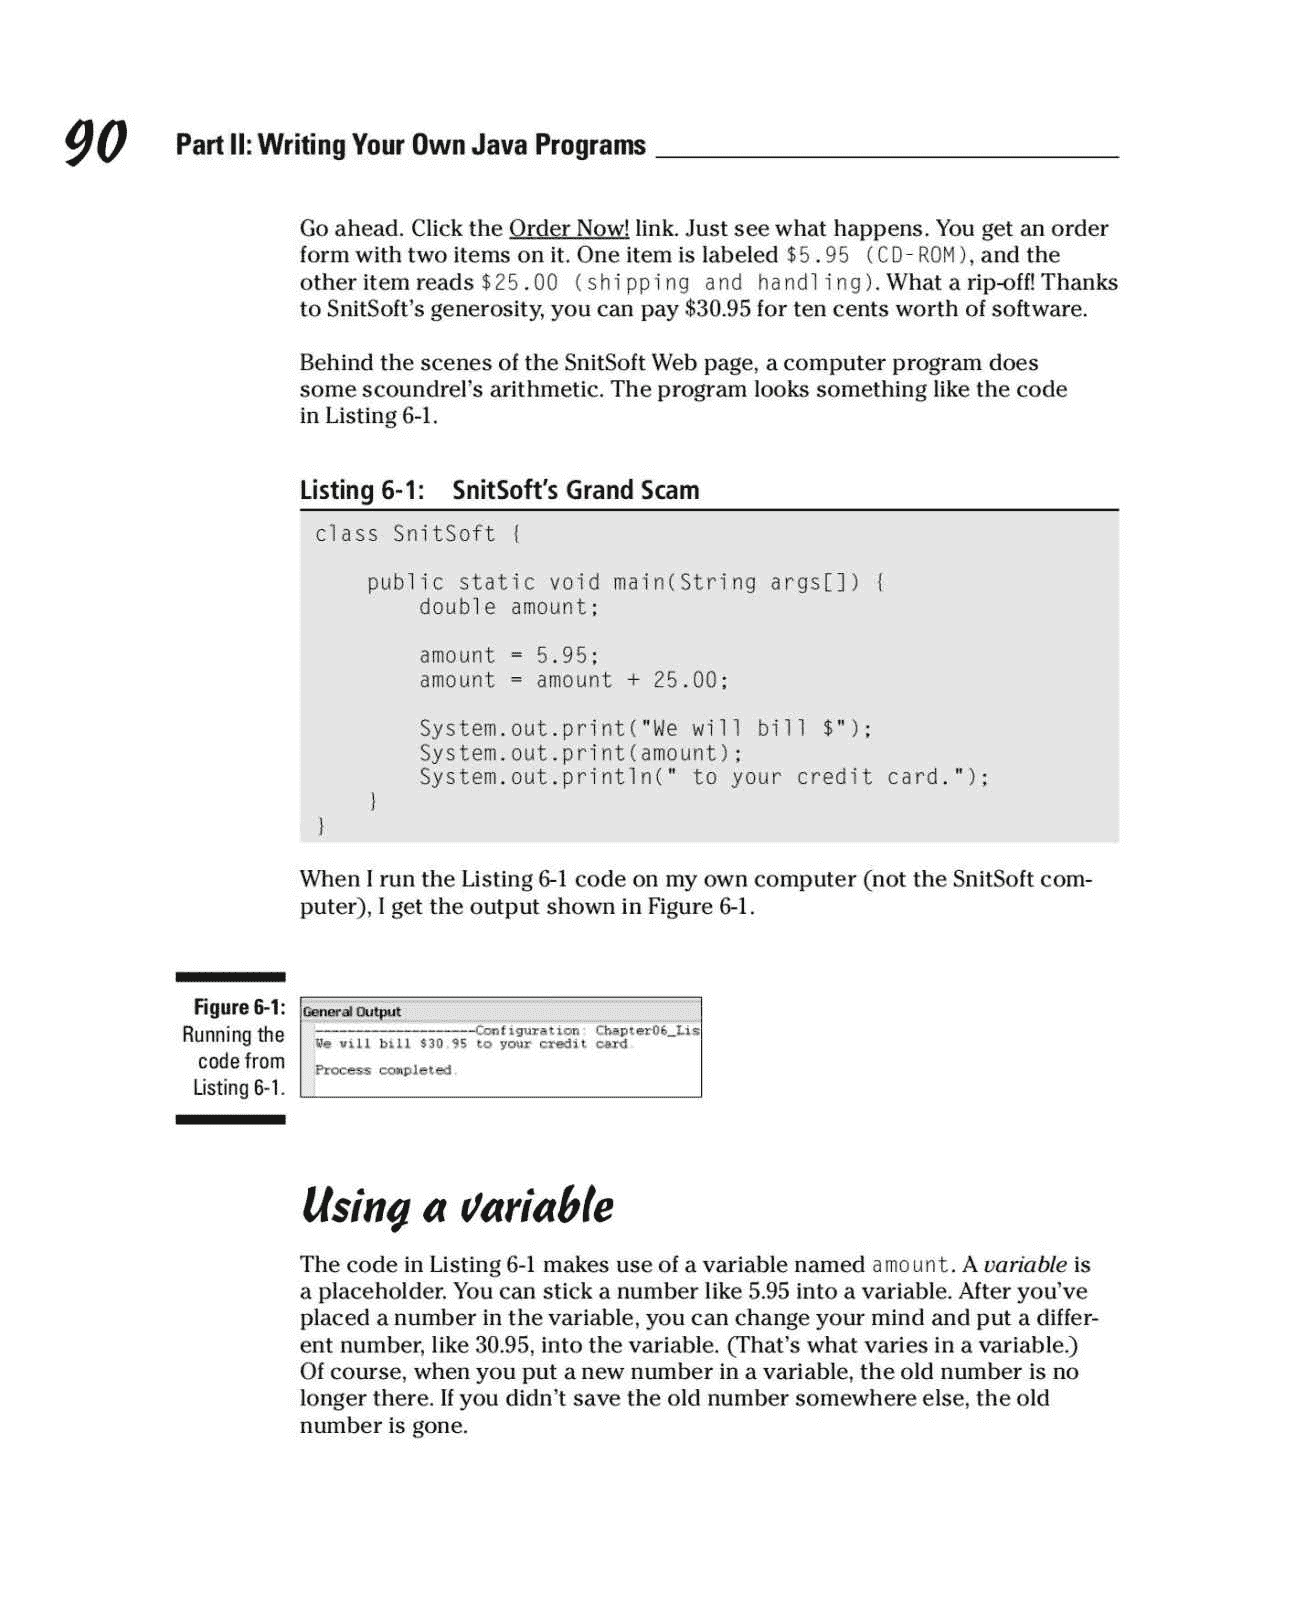 90 Part II: Writing Your Own Java Programs
Go ahead. Click the Order Now! link. Just see what happens. You get an order
form with two items on it. One item is labeled $5.95 (CD-ROM), and the
other item reads $25.00 (shipping and handling). What a rip-off! Thanks
to SnitSoft's generosity, you can pay $30.95 for ten cents worth of software.
Behind the scenes of the SnitSoft Web page, a computer program does
some scoundrel's arithmetic. The program looks something like the code
in Listing 6-1.
Listing 6-1: SnitSoft's Grand Scam
class SnitSoft {
public static void main(String args[]) {
double amount;
amount = 5.95;
amount = amount + 25.00;
System.out.print("We will bill $");
System.out.print(amount);
System.out.println(" to your credit card.");
}
}
When I run the Listing 6-1 code on my own computer (not the SnitSoft com-
puter), I get the output shown in Figure 6-1.
Figure 6-1:
Running the
code from
Listing 6-1.
General Output
--------------------Configuration: Chapter06_Lis
We will bill $30.95 to your credit card.
Process completed.
Using a variable
The code in Listing 6-1 makes use of a variable named amount. A variable is
a placeholder. You can stick a number like 5.95 into a variable. After you've
placed a number in the variable, you can change your mind and put a differ-
ent number, like 30.95, into the variable. (That's what varies in a variable.)
Of course, when you put a new number in a variable, the old number is no
longer there. If you didn't save the old number somewhere else, the old
number is gone.